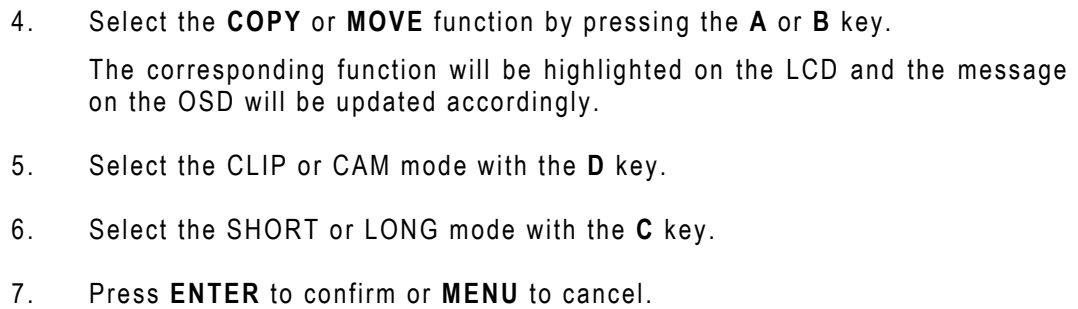 4. Select the COPY or MOVE function by pressing the A or B key.
The corresponding function will be highlighted on the LCD and the message
on the OSD will be updated accordingly.
5. Select the CLIP or CAM mode with the D key.
6. Select the SHORT or LONG mode with the C key.
7. Press ENTER to confirm or MENU to cancel.